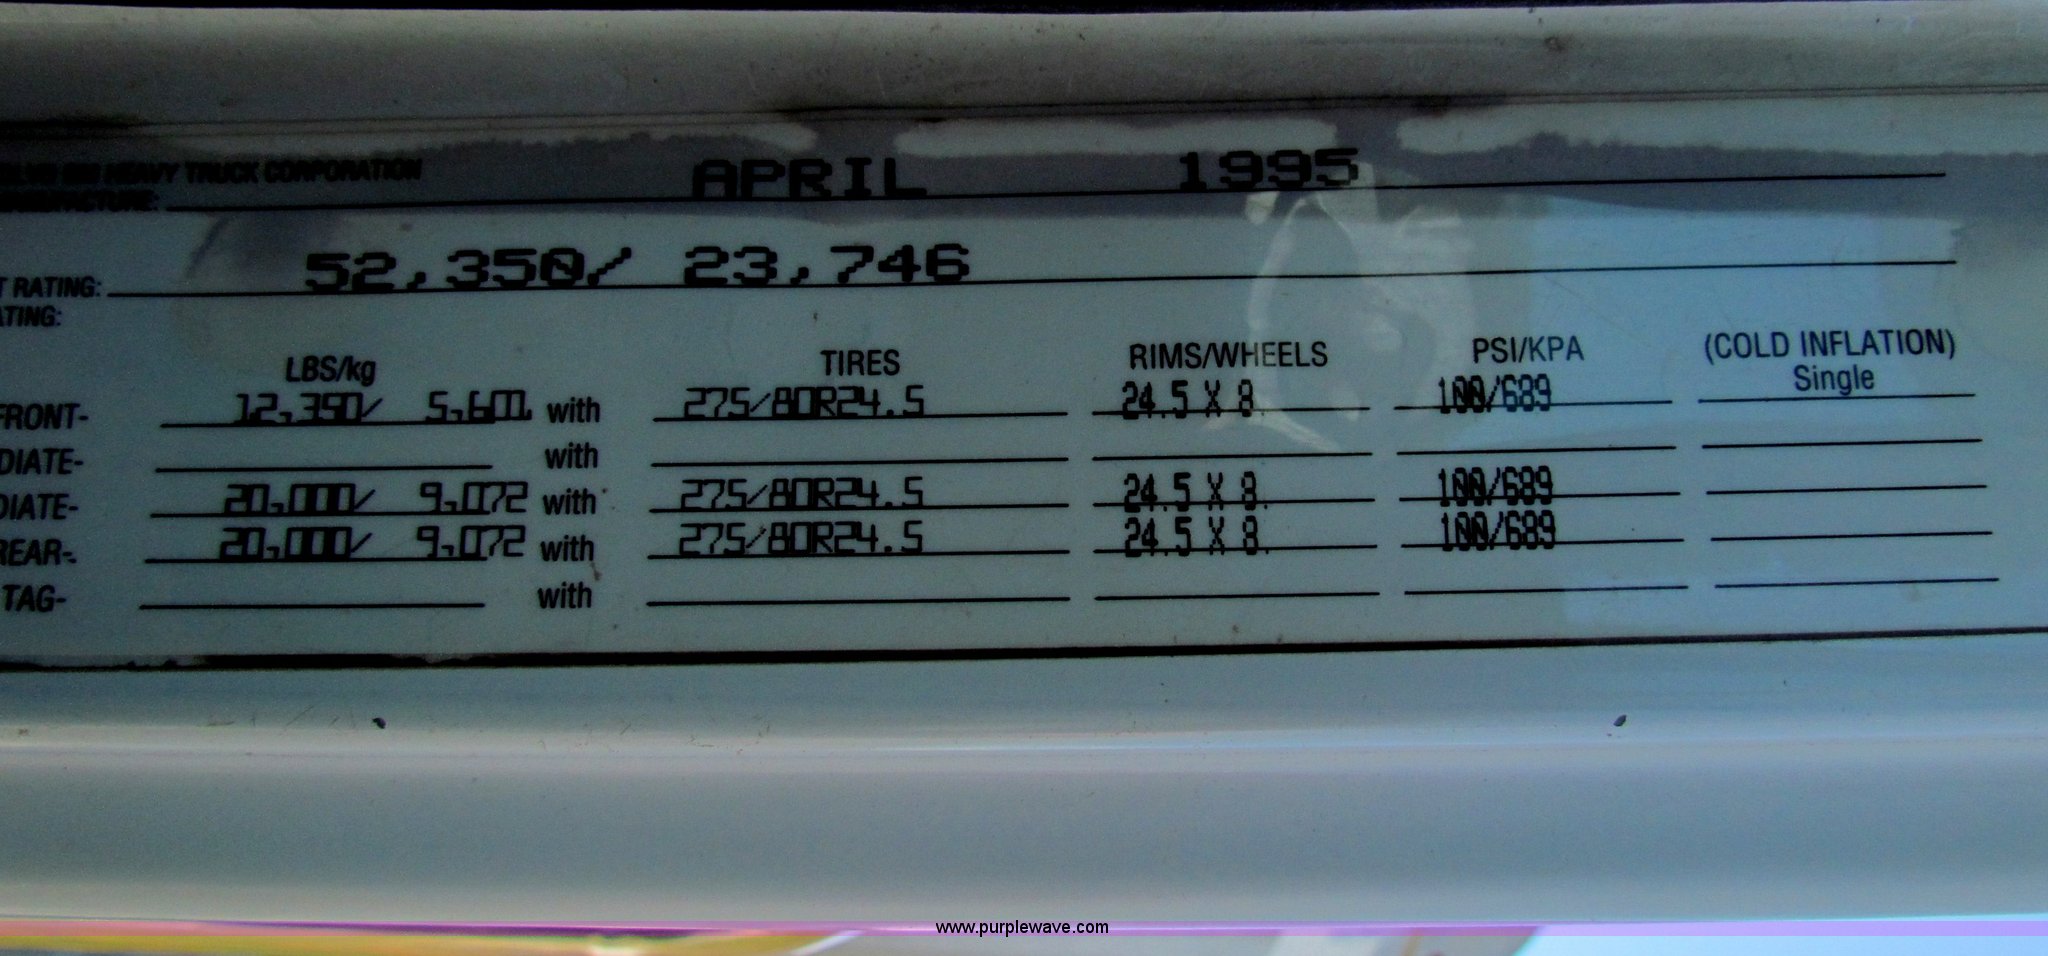 HEAVY TRUCK CORPORATION
MANUFACTURE: APRIL 1995
T RATING: 52,350/ 23,746
ATING:
LBS/kg TIRES RIMS/WHEELS PSI/KPA (COLD INFLATION)
Single
FRONT- 12,350/ 5,601 with 275/80R24.5 24.5 X 8. 100/689
DIATE- with
DIATE- 20,000/ 9,072 with 275/80R24.5 24.5 X 8. 100/689
REAR- 20,000/ 9,072 with 275/80R24.5 24.5 X 8. 100/689
TAG- with
www.purplewave.com